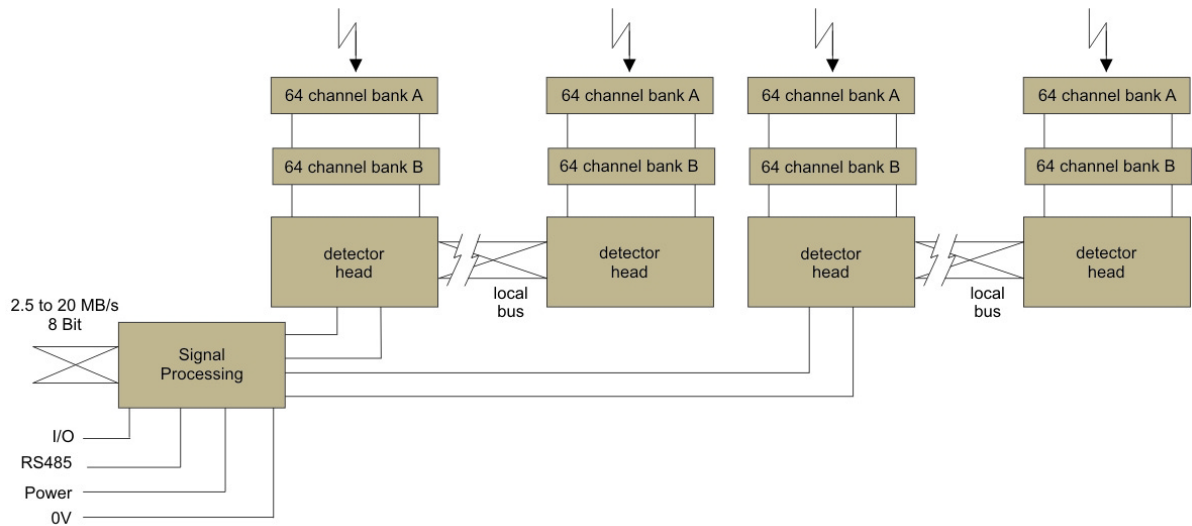 64 channel bank A
64 channel bank A
64 channel bank A
64 channel bank A
64 channel bank B
64 channel bank B
64 channel bank B
64 channel bank B
detector
head
detector
head
detector
head
detector
head
local
bus
local
bus
2.5 to 20 MB/s
8 Bit
Signal
Processing
I/O
RS485
Power
0V